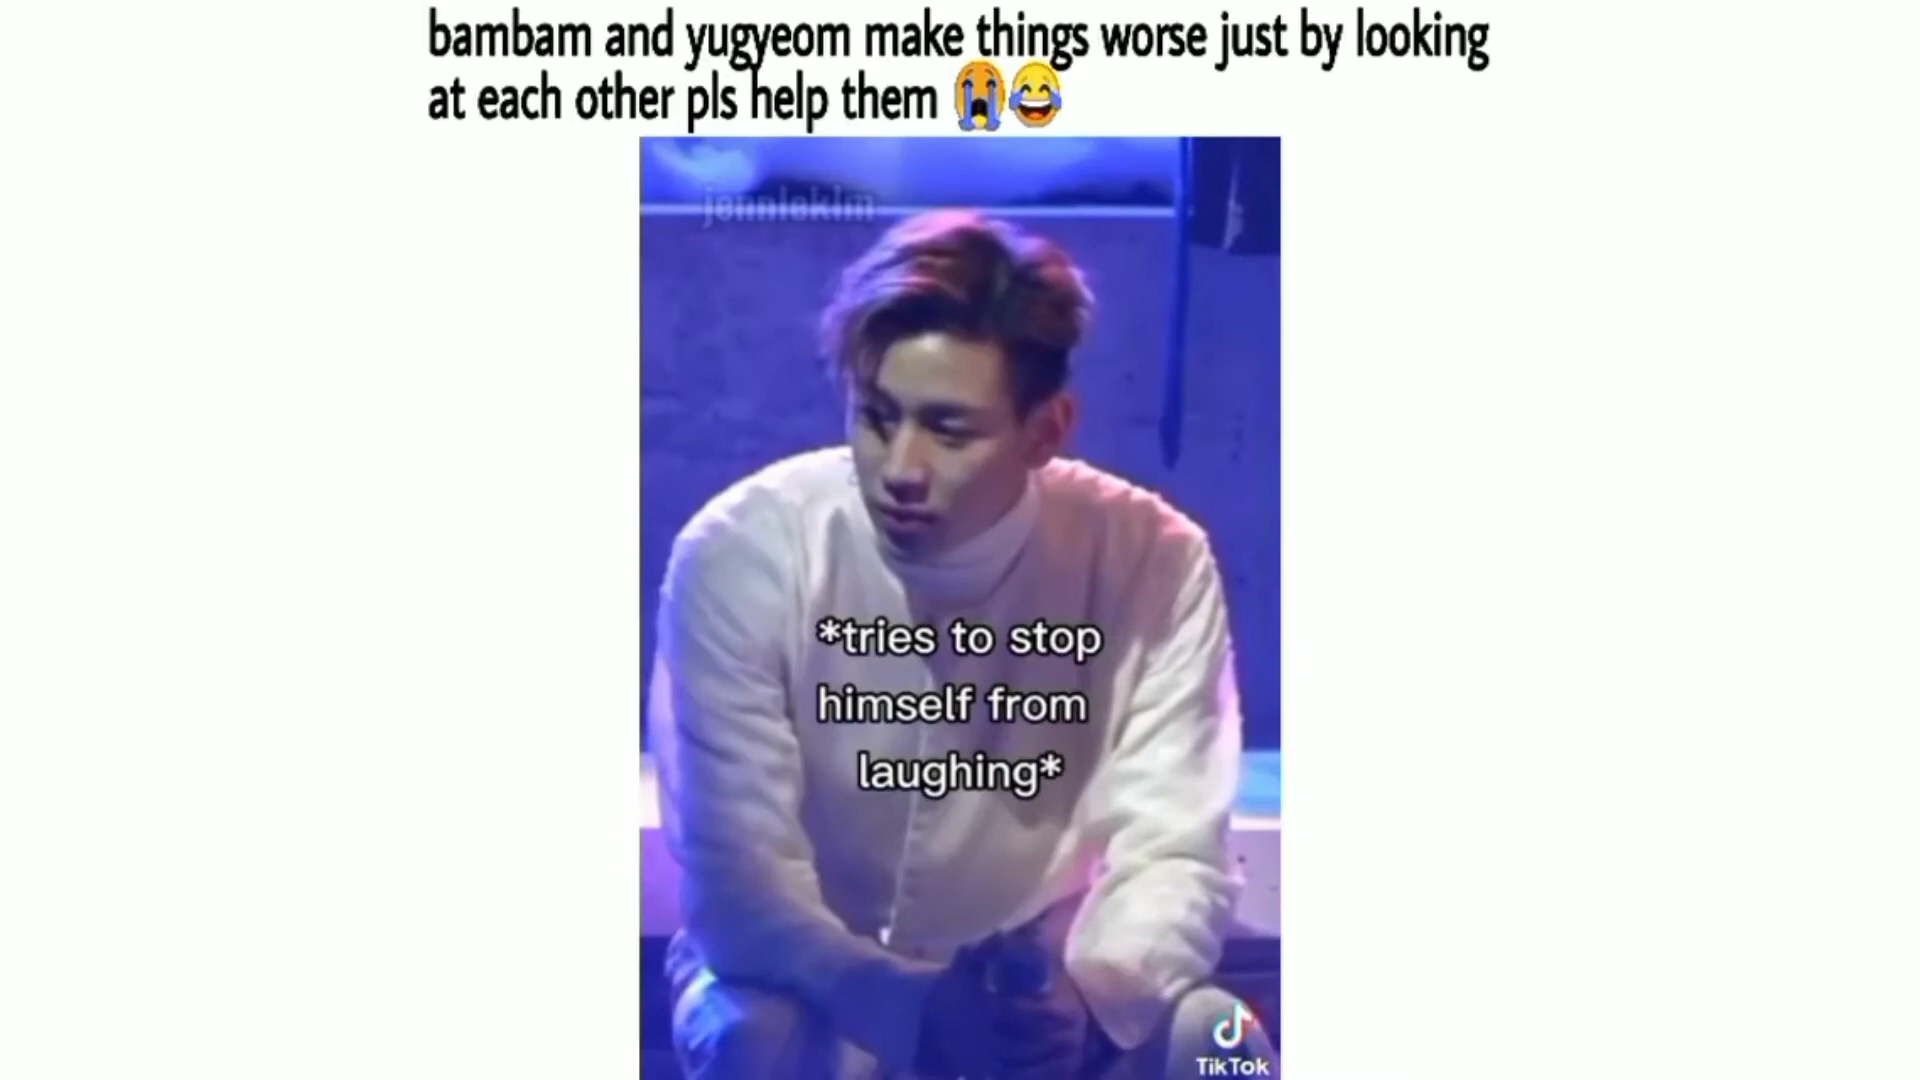 bambam and yugyeom make things worse just by looking
at each other pls help them 😭😂
jenniekim
*tries to stop
himself from
laughing*
TikTok